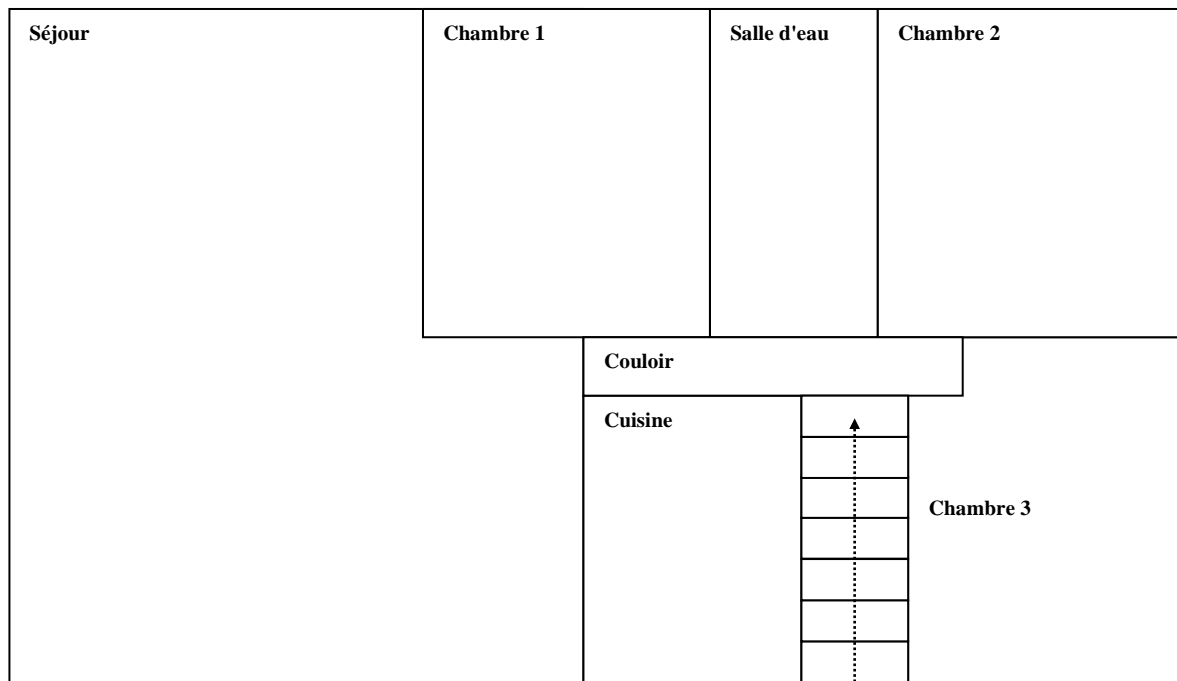 Séjour
Chambre 1
Salle d'eau
Chambre 2
Couloir
Cuisine
Chambre 3